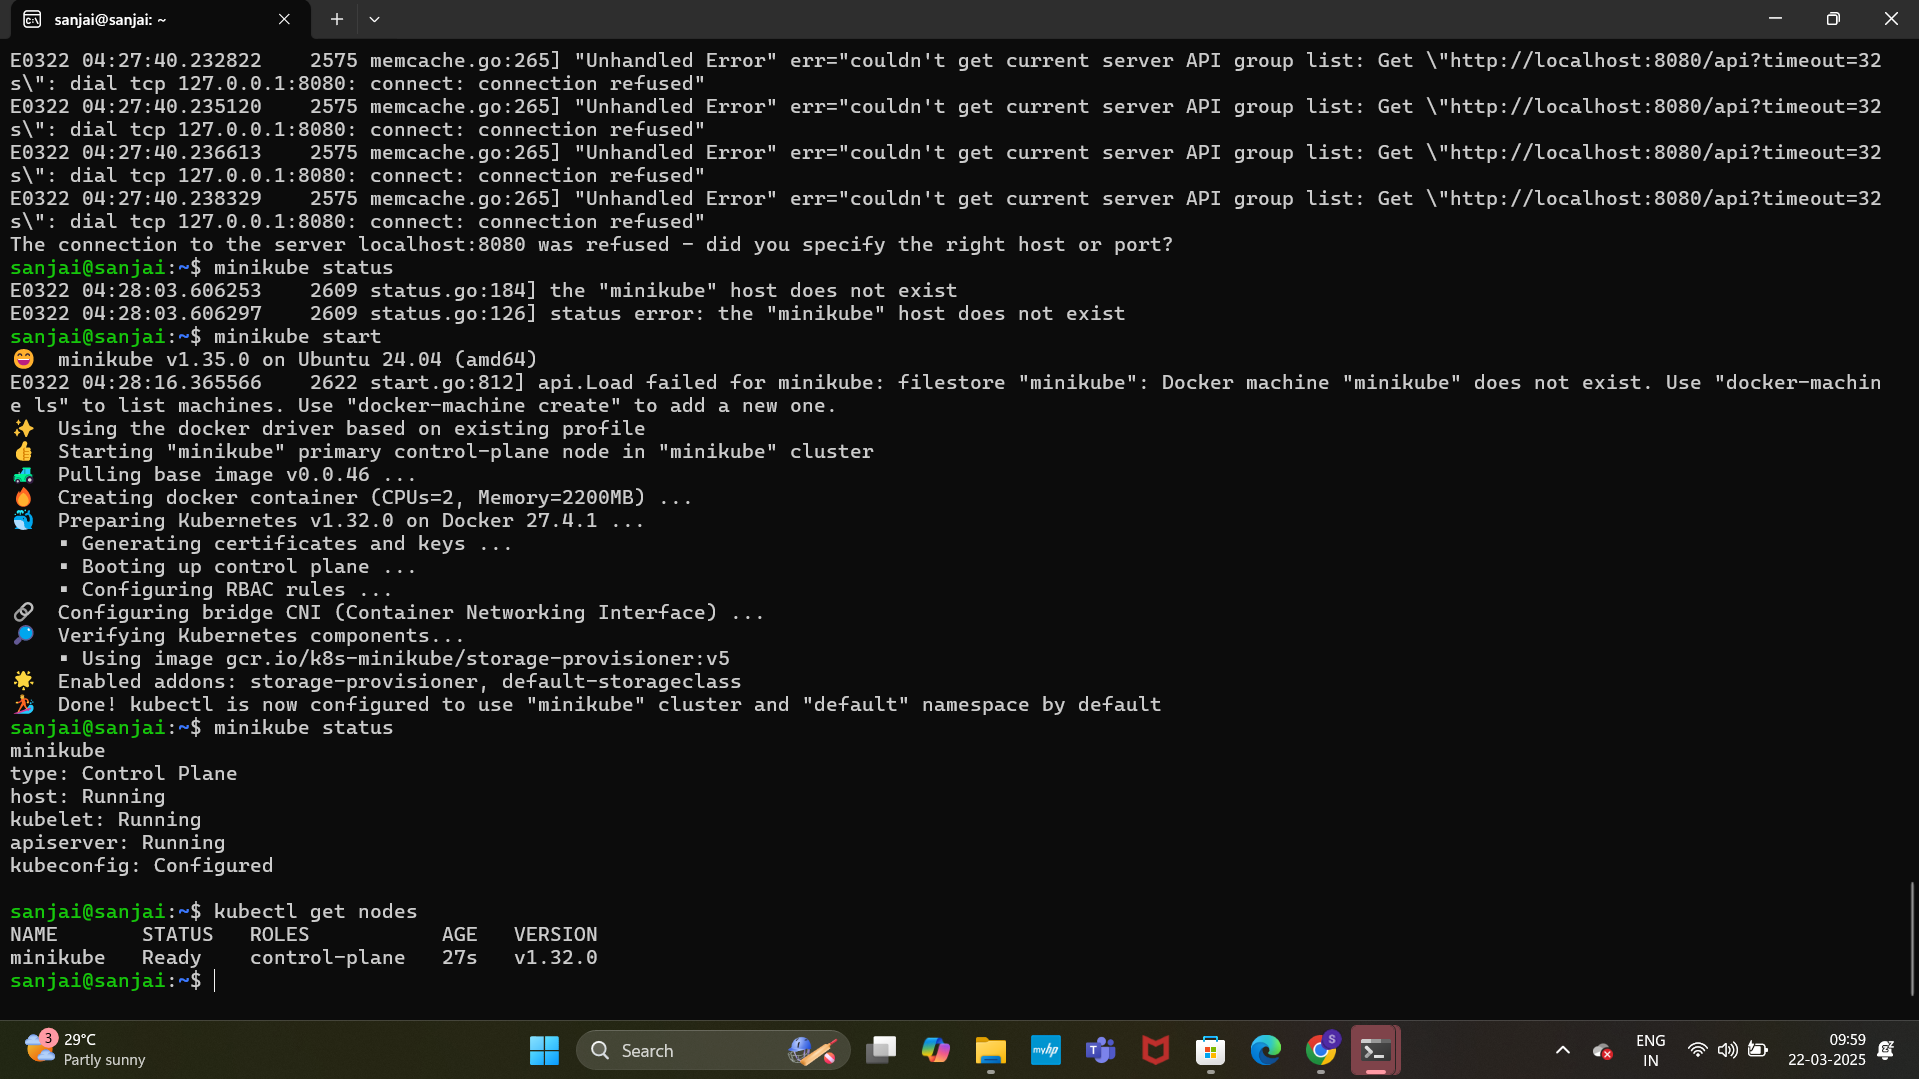 sanjai@sanjai: ~
E0322 04:27:40.232822    2575 memcache.go:265] "Unhandled Error" err="couldn't get current server API group list: Get \"http://localhost:8080/api?timeout=32
s\": dial tcp 127.0.0.1:8080: connect: connection refused"
E0322 04:27:40.235120    2575 memcache.go:265] "Unhandled Error" err="couldn't get current server API group list: Get \"http://localhost:8080/api?timeout=32
s\": dial tcp 127.0.0.1:8080: connect: connection refused"
E0322 04:27:40.236613    2575 memcache.go:265] "Unhandled Error" err="couldn't get current server API group list: Get \"http://localhost:8080/api?timeout=32
s\": dial tcp 127.0.0.1:8080: connect: connection refused"
E0322 04:27:40.238329    2575 memcache.go:265] "Unhandled Error" err="couldn't get current server API group list: Get \"http://localhost:8080/api?timeout=32
s\": dial tcp 127.0.0.1:8080: connect: connection refused"
The connection to the server localhost:8080 was refused - did you specify the right host or port?
sanjai@sanjai:~$ minikube status
E0322 04:28:03.606253    2609 status.go:184] the "minikube" host does not exist
E0322 04:28:03.606297    2609 status.go:126] status error: the "minikube" host does not exist
sanjai@sanjai:~$ minikube start
😄  minikube v1.35.0 on Ubuntu 24.04 (amd64)
E0322 04:28:16.365566    2622 start.go:812] api.Load failed for minikube: filestore "minikube": Docker machine "minikube" does not exist. Use "docker-machin
e ls" to list machines. Use "docker-machine create" to add a new one.
✨  Using the docker driver based on existing profile
👍  Starting "minikube" primary control-plane node in "minikube" cluster
🚜  Pulling base image v0.0.46 ...
🔥  Creating docker container (CPUs=2, Memory=2200MB) ...
🐳  Preparing Kubernetes v1.32.0 on Docker 27.4.1 ...
    ▪ Generating certificates and keys ...
    ▪ Booting up control plane ...
    ▪ Configuring RBAC rules ...
🔗  Configuring bridge CNI (Container Networking Interface) ...
🔎  Verifying Kubernetes components...
    ▪ Using image gcr.io/k8s-minikube/storage-provisioner:v5
🌟  Enabled addons: storage-provisioner, default-storageclass
🏄  Done! kubectl is now configured to use "minikube" cluster and "default" namespace by default
sanjai@sanjai:~$ minikube status
minikube
type: Control Plane
host: Running
kubelet: Running
apiserver: Running
kubeconfig: Configured
sanjai@sanjai:~$ kubectl get nodes
NAME       STATUS   ROLES           AGE   VERSION
minikube   Ready    control-plane   27s   v1.32.0
sanjai@sanjai:~$
3
29°C
Partly sunny
Search
myhp
S
ENG
IN
09:59
22-03-2025